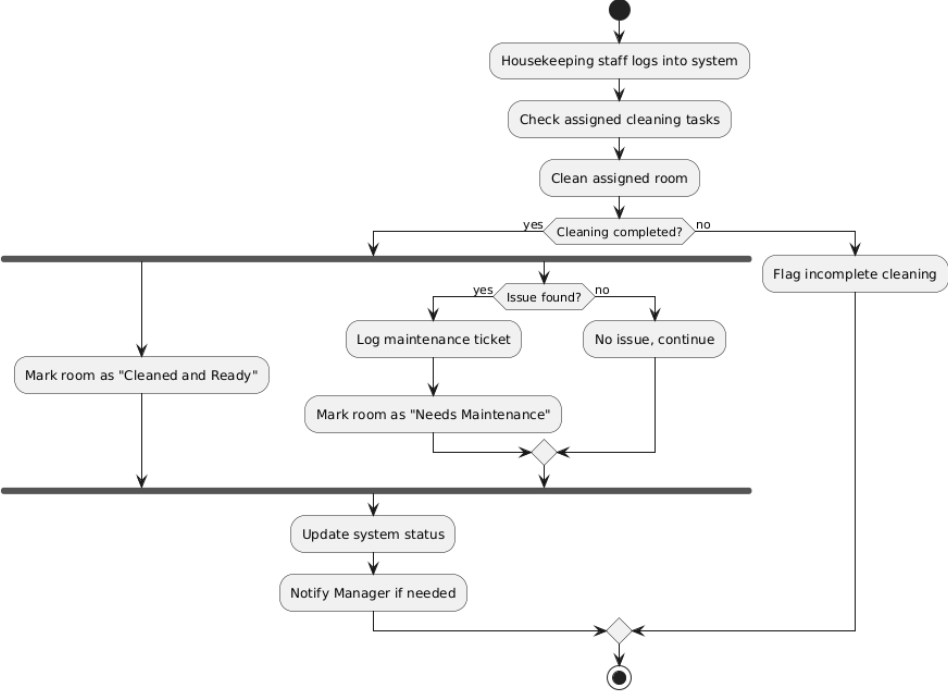 Housekeeping staff logs into system
Check assigned cleaning tasks
Clean assigned room
yes
Cleaning completed?
no
Flag incomplete cleaning
yes
Issue found?
no
Log maintenance ticket
No issue, continue
Mark room as "Cleaned and Ready"
Mark room as "Needs Maintenance"
Update system status
Notify Manager if needed